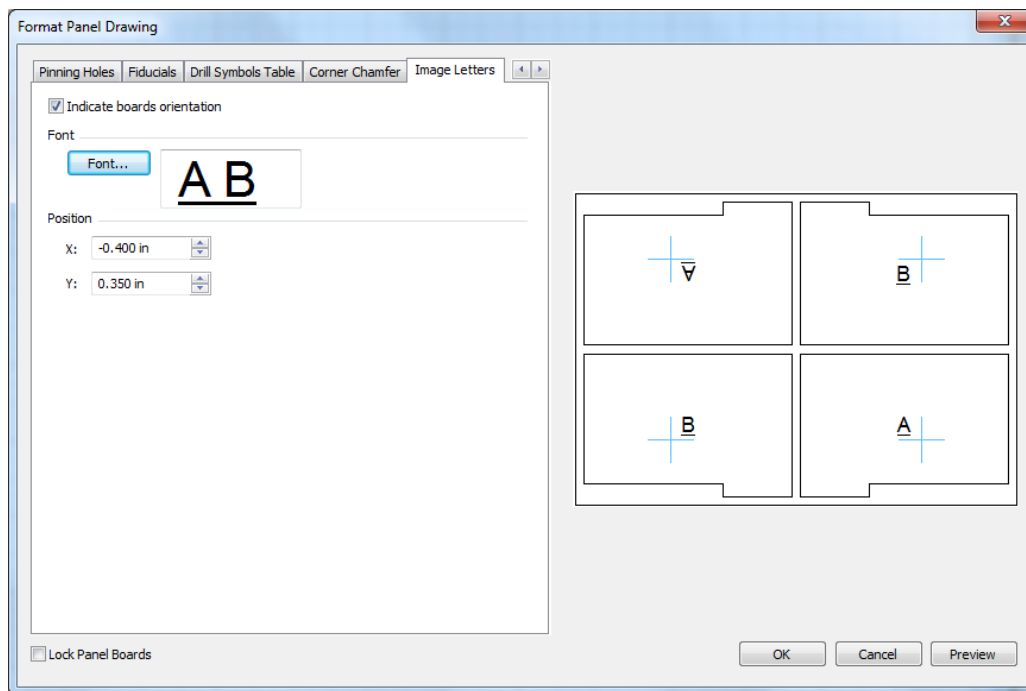 Format Panel Drawing
Pinning Holes Fiducials Drill Symbols Table Corner Chamfer Image Letters
Indicate boards orientation
Font
Font... A B
Position
X: -0.400 in
Y: 0.350 in
A B
B A
Lock Panel Boards OK Cancel Preview